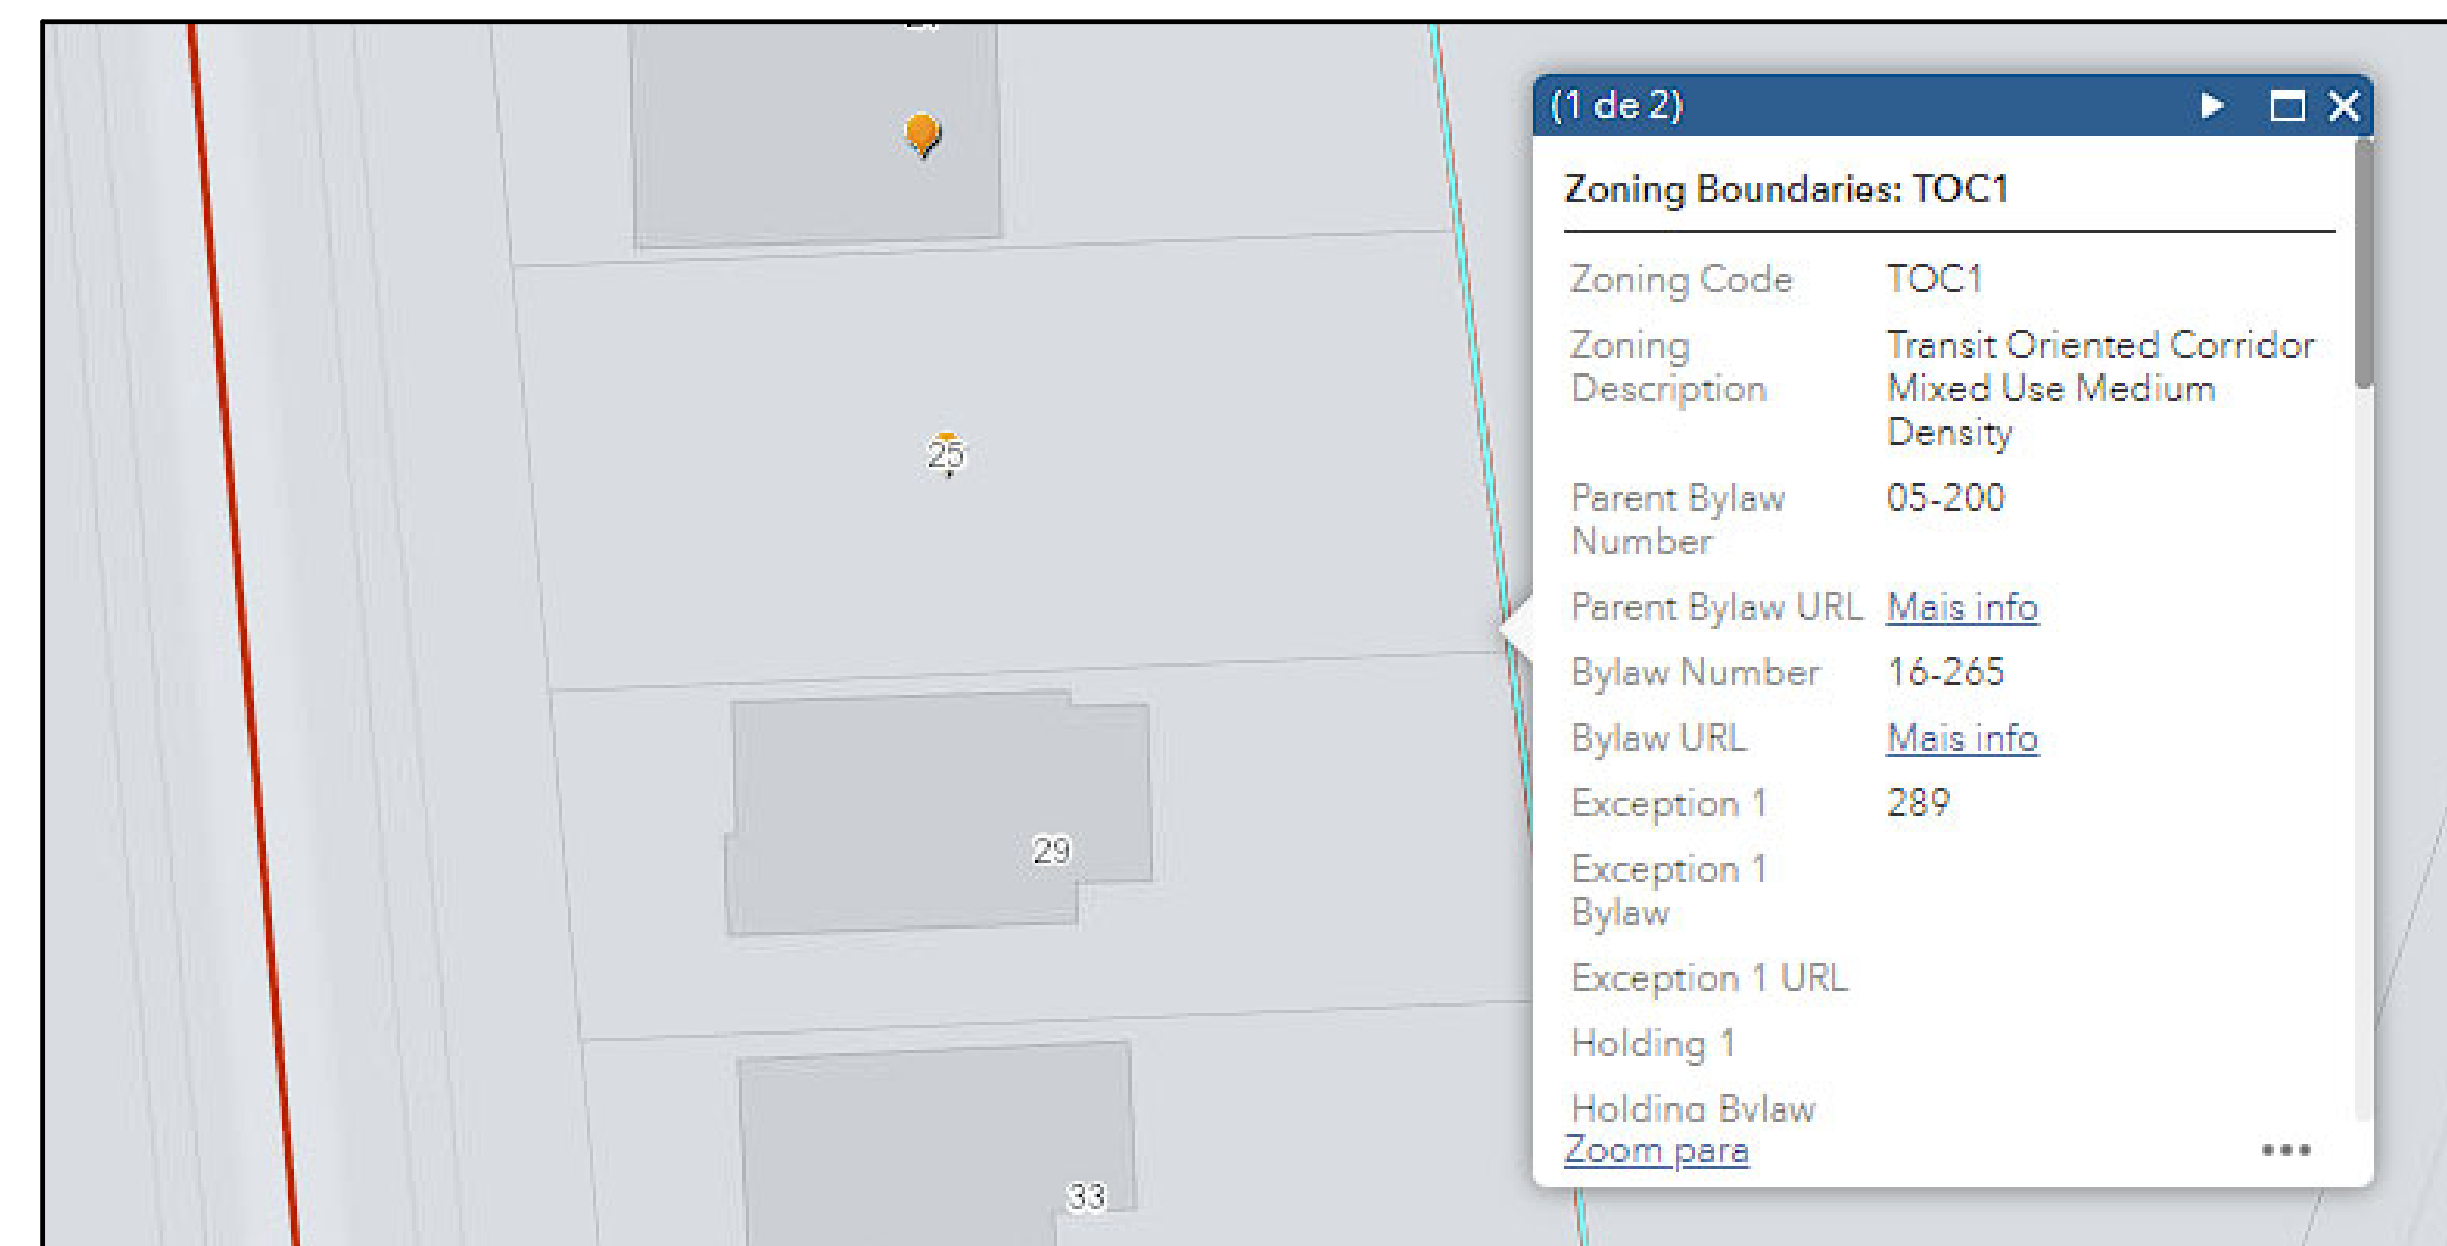 25
29
33
(1 de 2)
Zoning Boundaries: TOC1
Zoning Code TOC1
Zoning Description Transit Oriented Corridor Mixed Use Medium Density
Parent Bylaw Number 05-200
Parent Bylaw URL Mais info
Bylaw Number 16-265
Bylaw URL Mais info
Exception 1 289
Exception 1 Bylaw
Exception 1 URL
Holding 1
Holding Bylaw
Zoom para